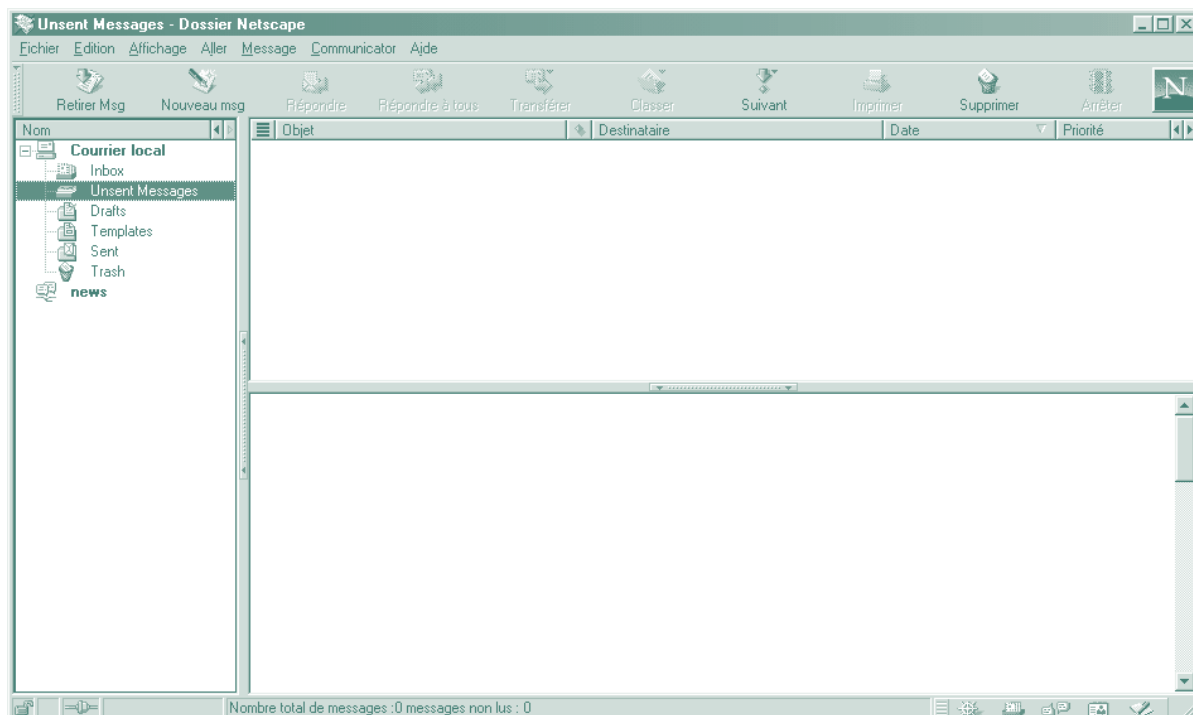 Unsent Messages - Dossier Netscape
Fichier Edition Affichage Aller Message Communicator Aide
Retirer Msg Nouveau msg Répondre Répondre à tous Transférer Classer Suivant Imprimer Supprimer Arrêter N
Nom Objet Destinataire Date Priorité
Courrier local
Inbox
Unsent Messages
Drafts
Templates
Sent
Trash
news
Nombre total de messages :0 messages non lus : 0